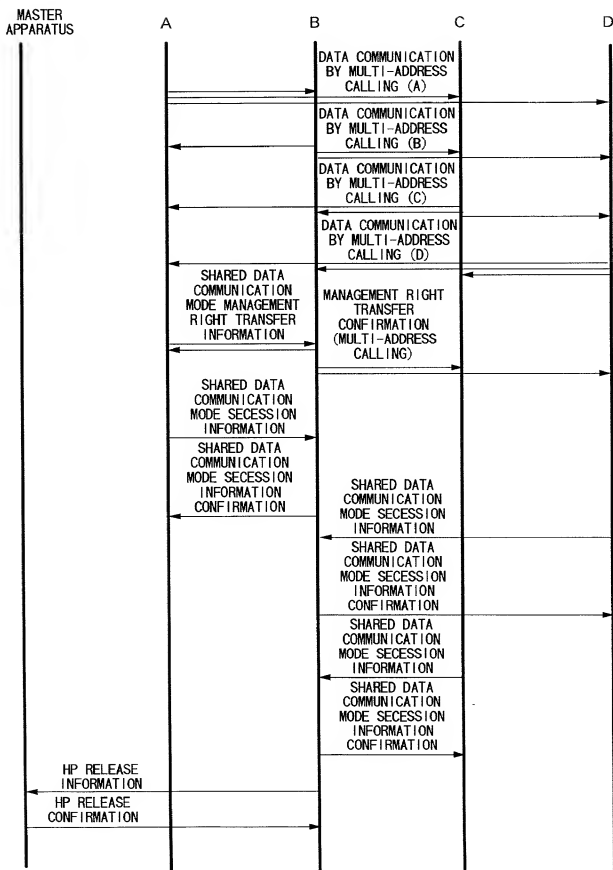 MASTER
APPARATUS
A
B
C
D
DATA COMMUNICATION
BY MULTI-ADDRESS
CALLING (A)
DATA COMMUNICATION
BY MULTI-ADDRESS
CALLING (B)
DATA COMMUNICATION
BY MULTI-ADDRESS
CALLING (C)
DATA COMMUNICATION
BY MULTI-ADDRESS
CALLING (D)
SHARED DATA
COMMUNICATION
MODE MANAGEMENT
RIGHT TRANSFER
INFORMATION
MANAGEMENT RIGHT
TRANSFER
CONFIRMATION
(MULTI-ADDRESS
CALLING)
SHARED DATA
COMMUNICATION
MODE SECESSION
INFORMATION
SHARED DATA
COMMUNICATION
MODE SECESSION
INFORMATION
CONFIRMATION
SHARED DATA
COMMUNICATION
MODE SECESSION
INFORMATION
SHARED DATA
COMMUNICATION
MODE SECESSION
INFORMATION
CONFIRMATION
SHARED DATA
COMMUNICATION
MODE SECESSION
INFORMATION
SHARED DATA
COMMUNICATION
MODE SECESSION
INFORMATION
CONFIRMATION
HP RELEASE
INFORMATION
HP RELEASE
CONFIRMATION